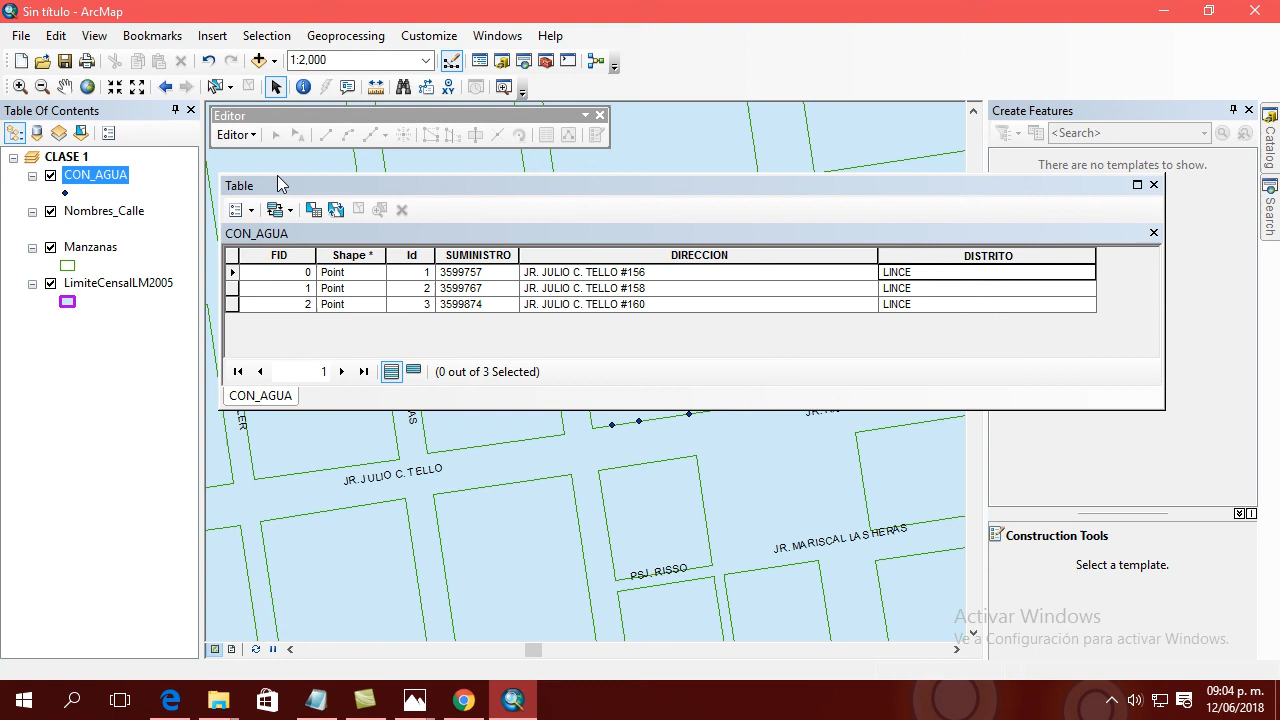 Sin título - ArcMap
File Edit View Bookmarks Insert Selection Geoprocessing Customize Windows Help
1:2,000
Table Of Contents
CLASE 1
CON_AGUA
Nombres_Calle
Manzanas
LimiteCensalLM2005
Editor
Editor
Table
CON_AGUA
FID Shape * Id SUMINISTRO DIRECCION DISTRITO
0 Point 1 3599757 JR. JULIO C. TELLO #156 LINCE
1 Point 2 3599767 JR. JULIO C. TELLO #158 LINCE
2 Point 3 3599874 JR. JULIO C. TELLO #160 LINCE
1 (0 out of 3 Selected)
CON_AGUA
JR. JULIO C. TELLO
JR. MARISCAL LAS HERAS
PSJ. RISSO
Create Features
<Search>
There are no templates to show.
Construction Tools
Select a template.
Catalog
Search
Activar Windows
Ve a Configuración para activar Windows.
09:04 p. m.
12/06/2018